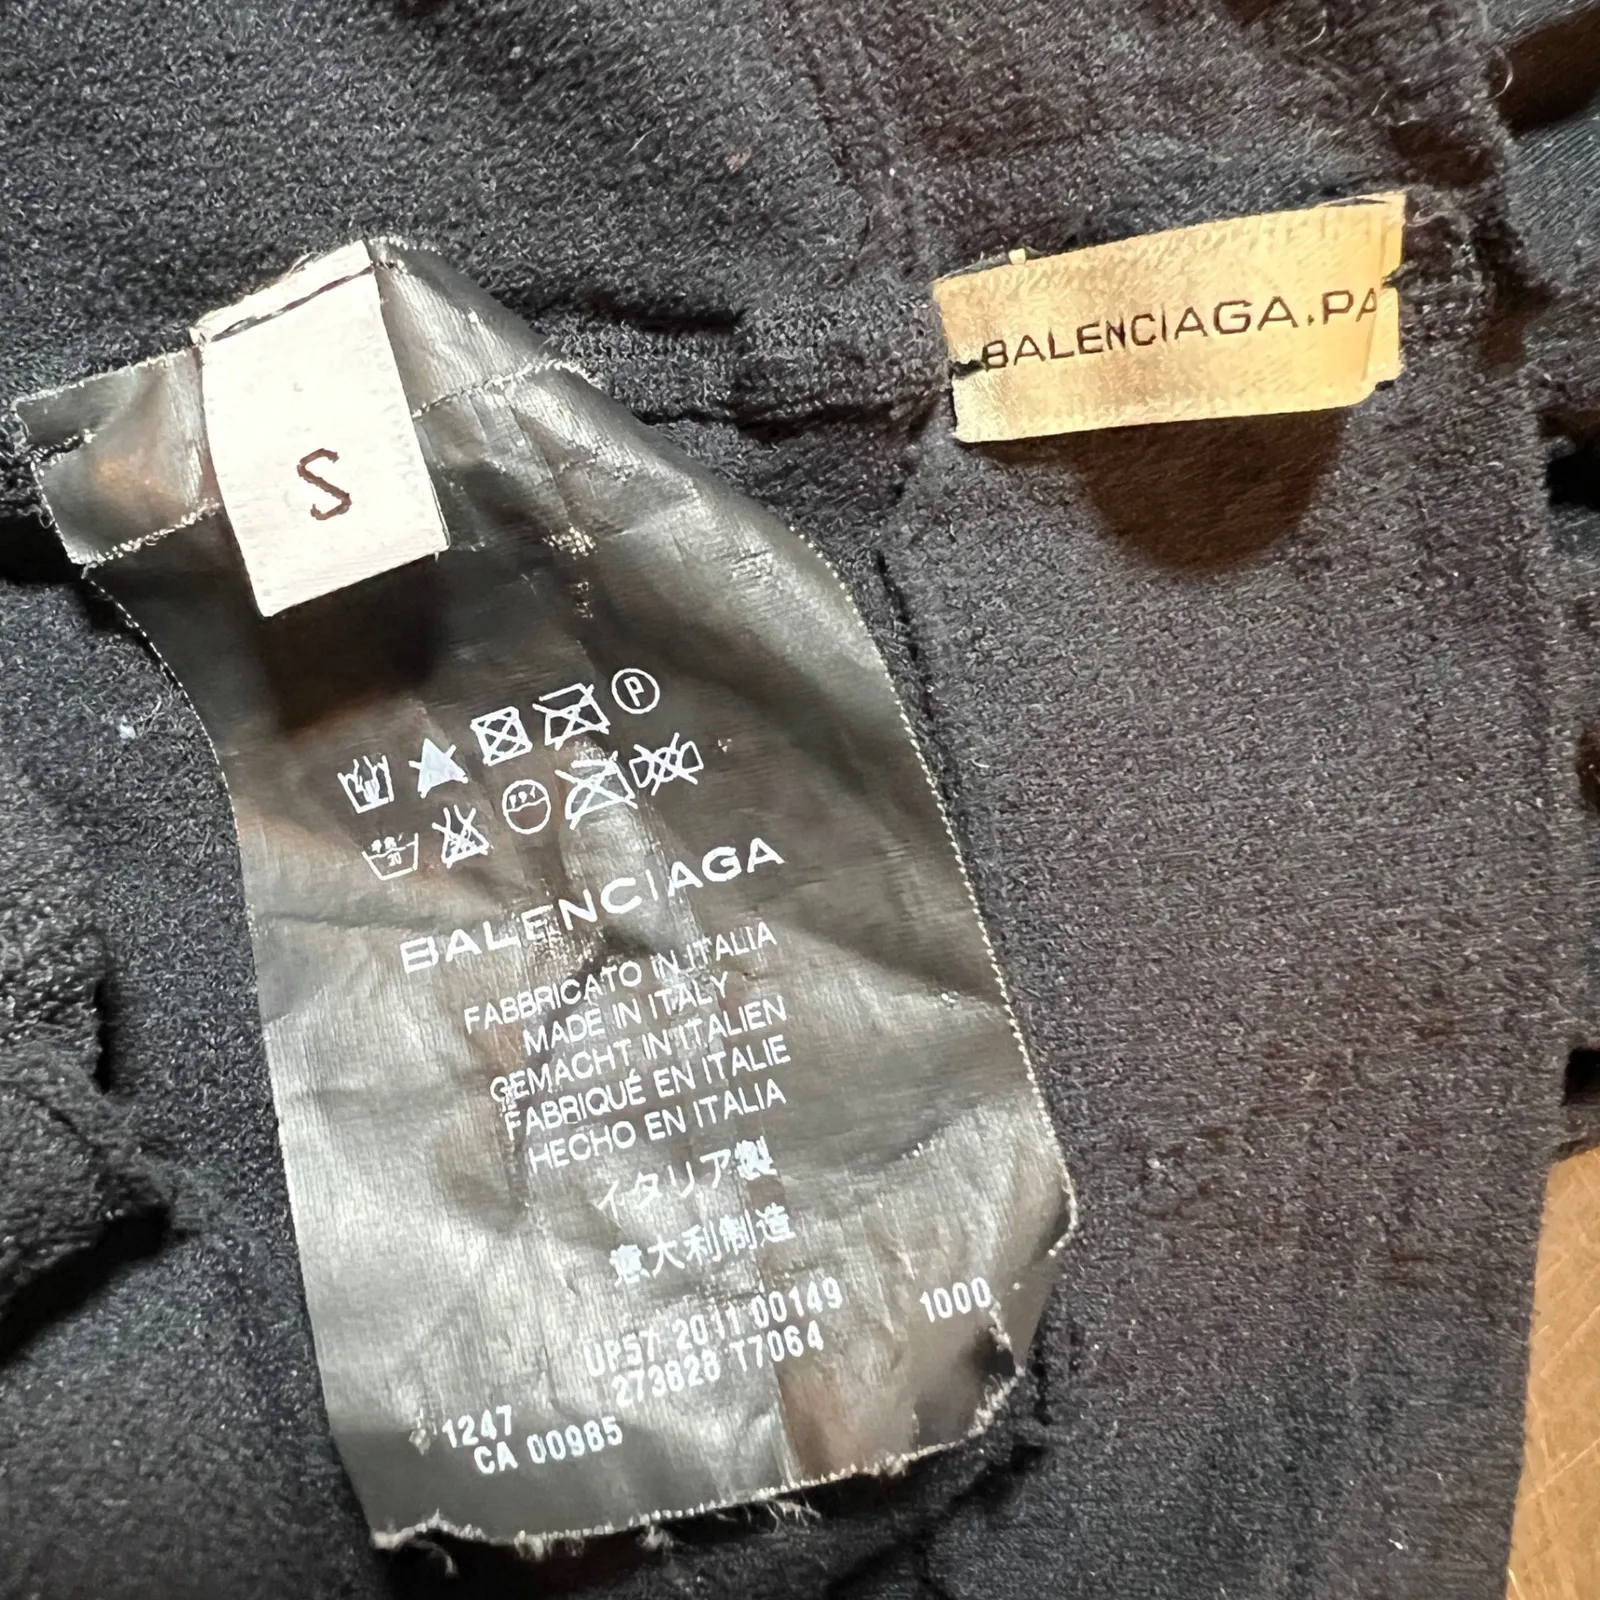 BALENCIAGA.PA
S
P
30
BALENCIAGA
FABBRICATO IN ITALIA
MADE IN ITALY
GEMACHT IN ITALIEN
FABRIQUÉ EN ITALIE
HECHO EN ITALIA
イタリア製
意大利制造
UP57 2011 00149 1000
273828 T7064
1247
CA 00985